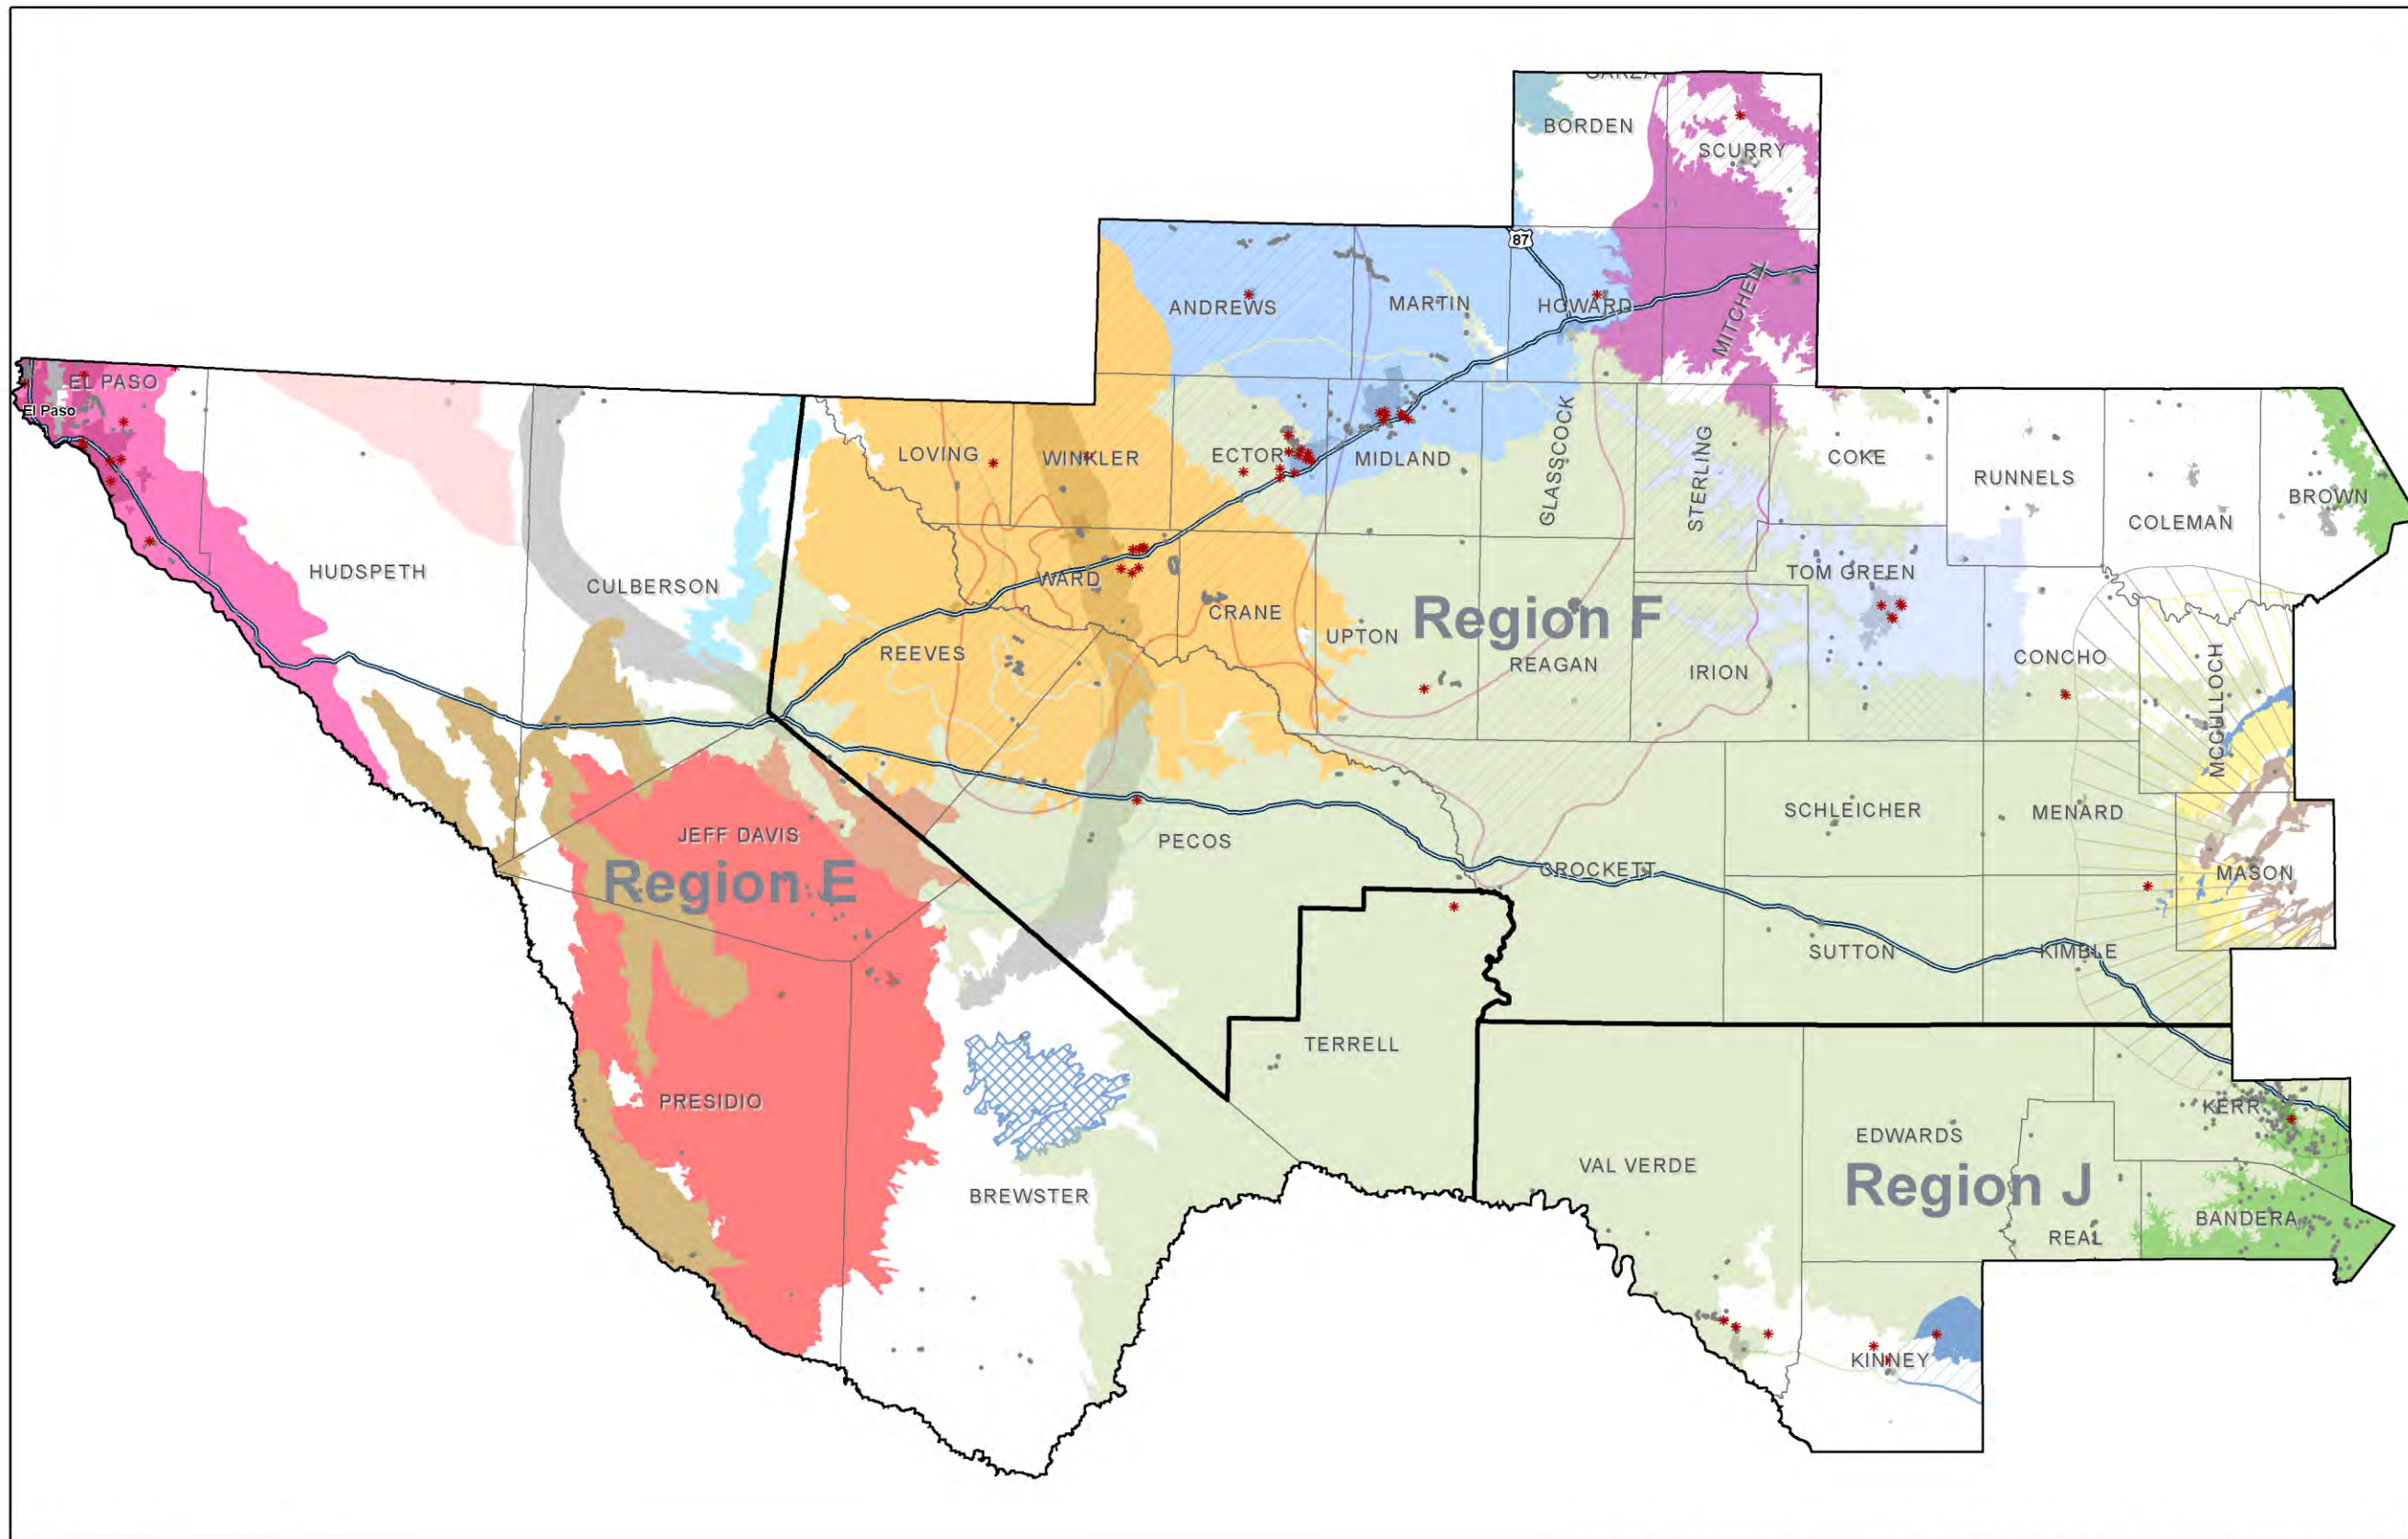 GARZA
BORDEN
SCURRY
87
ANDREWS
MARTIN
HOWARD
MITCHELL
EL PASO
El Paso
LOVING
WINKLER
ECTOR
MIDLAND
GLASSCOCK
STERLING
COKE
RUNNELS
COLEMAN
BROWN
HUDSPETH
CULBERSON
WARD
CRANE
TOM GREEN
REEVES
UPTON
Region F
REAGAN
IRION
CONCHO
MCCULLOCH
JEFF DAVIS
Region E
PECOS
SCHLEICHER
MENARD
CROCKETT
MASON
SUTTON
KIMBLE
TERRELL
PRESIDIO
BREWSTER
VAL VERDE
EDWARDS
KERR
Region J
REAL
BANDERA
KINNEY